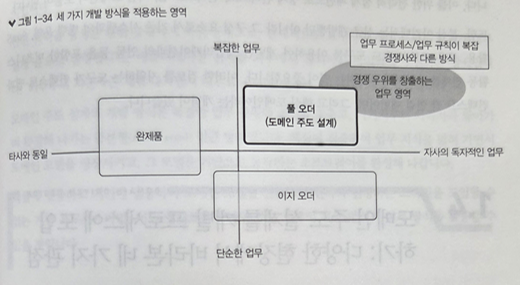 그림 1-34 세 가지 개발 방식을 적용하는 영역
복잡한 업무
업무 프로세스/업무 규칙이 복잡
경쟁사와 다른 방식
경쟁 우위를 창출하는
업무 영역
풀 오더
(도메인 주도 설계)
완제품
타사와 동일
자사의 독자적인 업무
이지 오더
단순한 업무